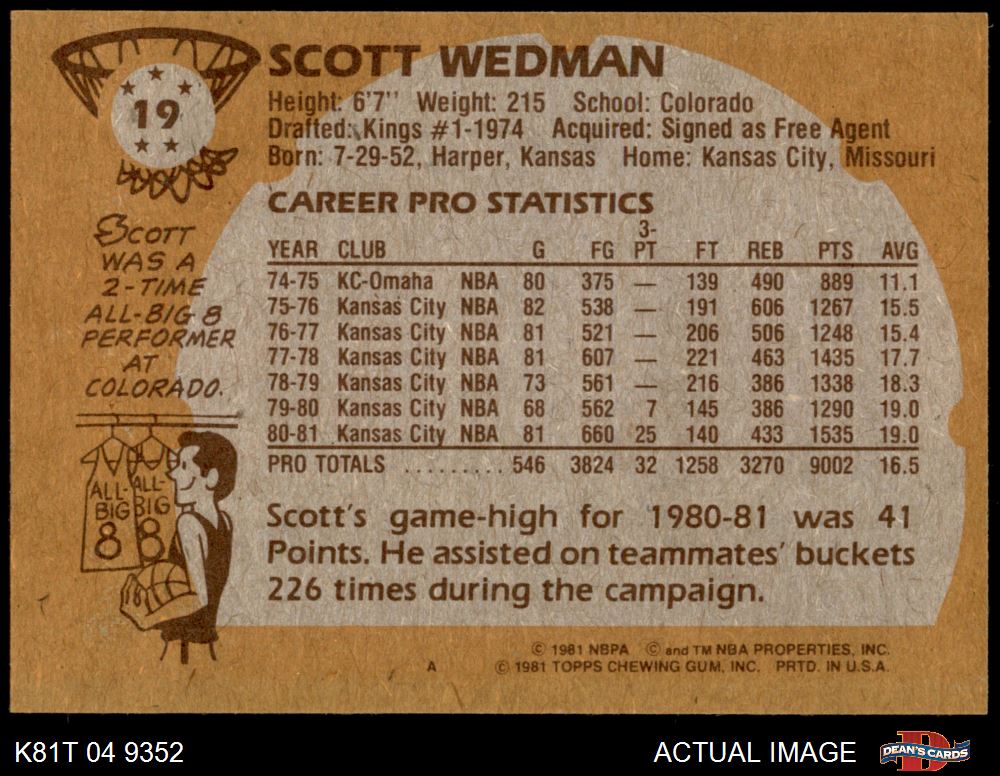 SCOTT WEDMAN
19
Height: 6'7" Weight: 215 School: Colorado
Drafted: Kings #1-1974 Acquired: Signed as Free Agent
Born: 7-29-52, Harper, Kansas Home: Kansas City, Missouri
CAREER PRO STATISTICS
YEAR CLUB G FG 3-PT FT REB PTS AVG
74-75 KC-Omaha NBA 80 375 — 139 490 889 11.1
75-76 Kansas City NBA 82 538 — 191 606 1267 15.5
76-77 Kansas City NBA 81 521 — 206 506 1248 15.4
77-78 Kansas City NBA 81 607 — 221 463 1435 17.7
78-79 Kansas City NBA 73 561 — 216 386 1338 18.3
79-80 Kansas City NBA 68 562 7 145 386 1290 19.0
80-81 Kansas City NBA 81 660 25 140 433 1535 19.0
PRO TOTALS ......... 546 3824 32 1258 3270 9002 16.5
SCOTT
WAS A
2-TIME
ALL-BIG 8
PERFORMER
AT
COLORADO.
ALL-
BIG
8
ALL-
BIG
8
Scott's game-high for 1980-81 was 41
Points. He assisted on teammates' buckets
226 times during the campaign.
© 1981 NBPA © and TM NBA PROPERTIES, INC.
A © 1981 TOPPS CHEWING GUM, INC. PRTD. IN U.S.A.
K81T 04 9352
ACTUAL IMAGE
D
DEAN'S CARDS